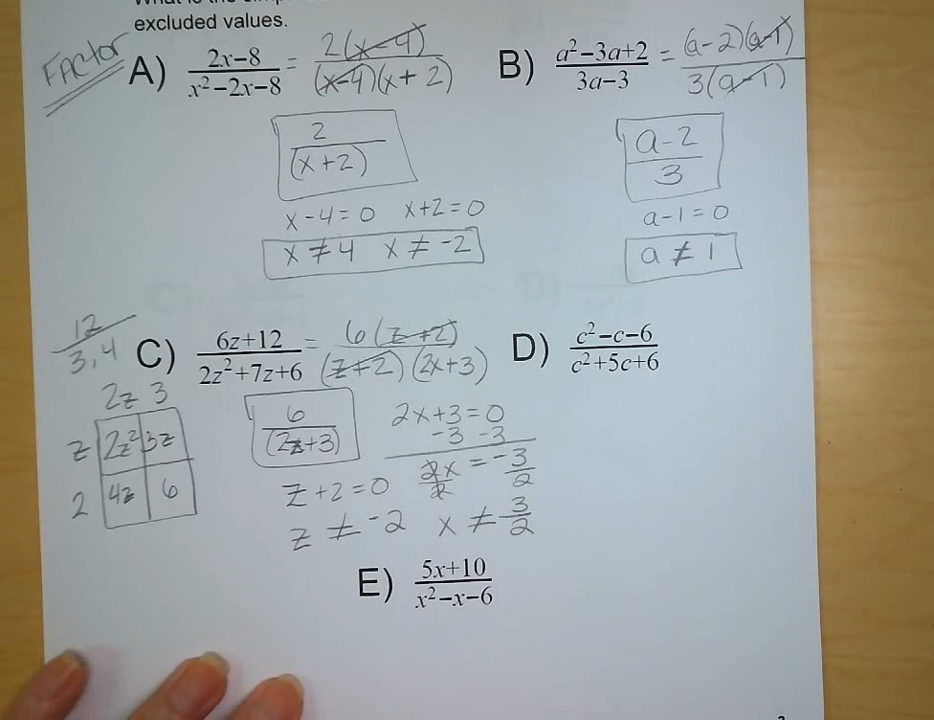 excluded values.
FACTOR
A) 2x–8 / x²–2x–8 = 2(x-4) / (x-4)(x+2)
2 / (x+2)
x-4=0 x+2=0
x≠4 x≠-2
B) a²–3a+2 / 3a–3 = (a-2)(a-1) / 3(a-1)
a-2 / 3
a-1=0
a≠1
12 / 3,4
2z 3
z 2z² 3z
2 4z 6
C) 6z+12 / 2z²+7z+6 = 6(z+2) / (z+2)(2x+3)
6 / (2z+3)
2x+3=0
-3 -3
2x/2 = -3/2
z+2=0
z≠-2 x≠-3/2
D) c²–c–6 / c²+5c+6
E) 5x+10 / x²–x–6